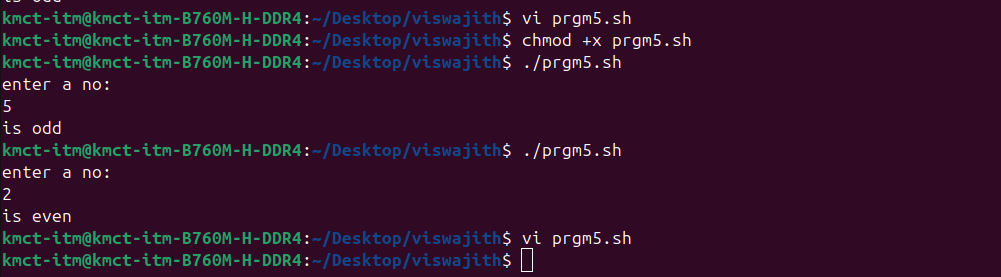 is odd
kmct-itm@kmct-itm-B760M-H-DDR4:~/Desktop/viswajith$ vi prgm5.sh
kmct-itm@kmct-itm-B760M-H-DDR4:~/Desktop/viswajith$ chmod +x prgm5.sh
kmct-itm@kmct-itm-B760M-H-DDR4:~/Desktop/viswajith$ ./prgm5.sh
enter a no:
5
is odd
kmct-itm@kmct-itm-B760M-H-DDR4:~/Desktop/viswajith$ ./prgm5.sh
enter a no:
2
is even
kmct-itm@kmct-itm-B760M-H-DDR4:~/Desktop/viswajith$ vi prgm5.sh
kmct-itm@kmct-itm-B760M-H-DDR4:~/Desktop/viswajith$